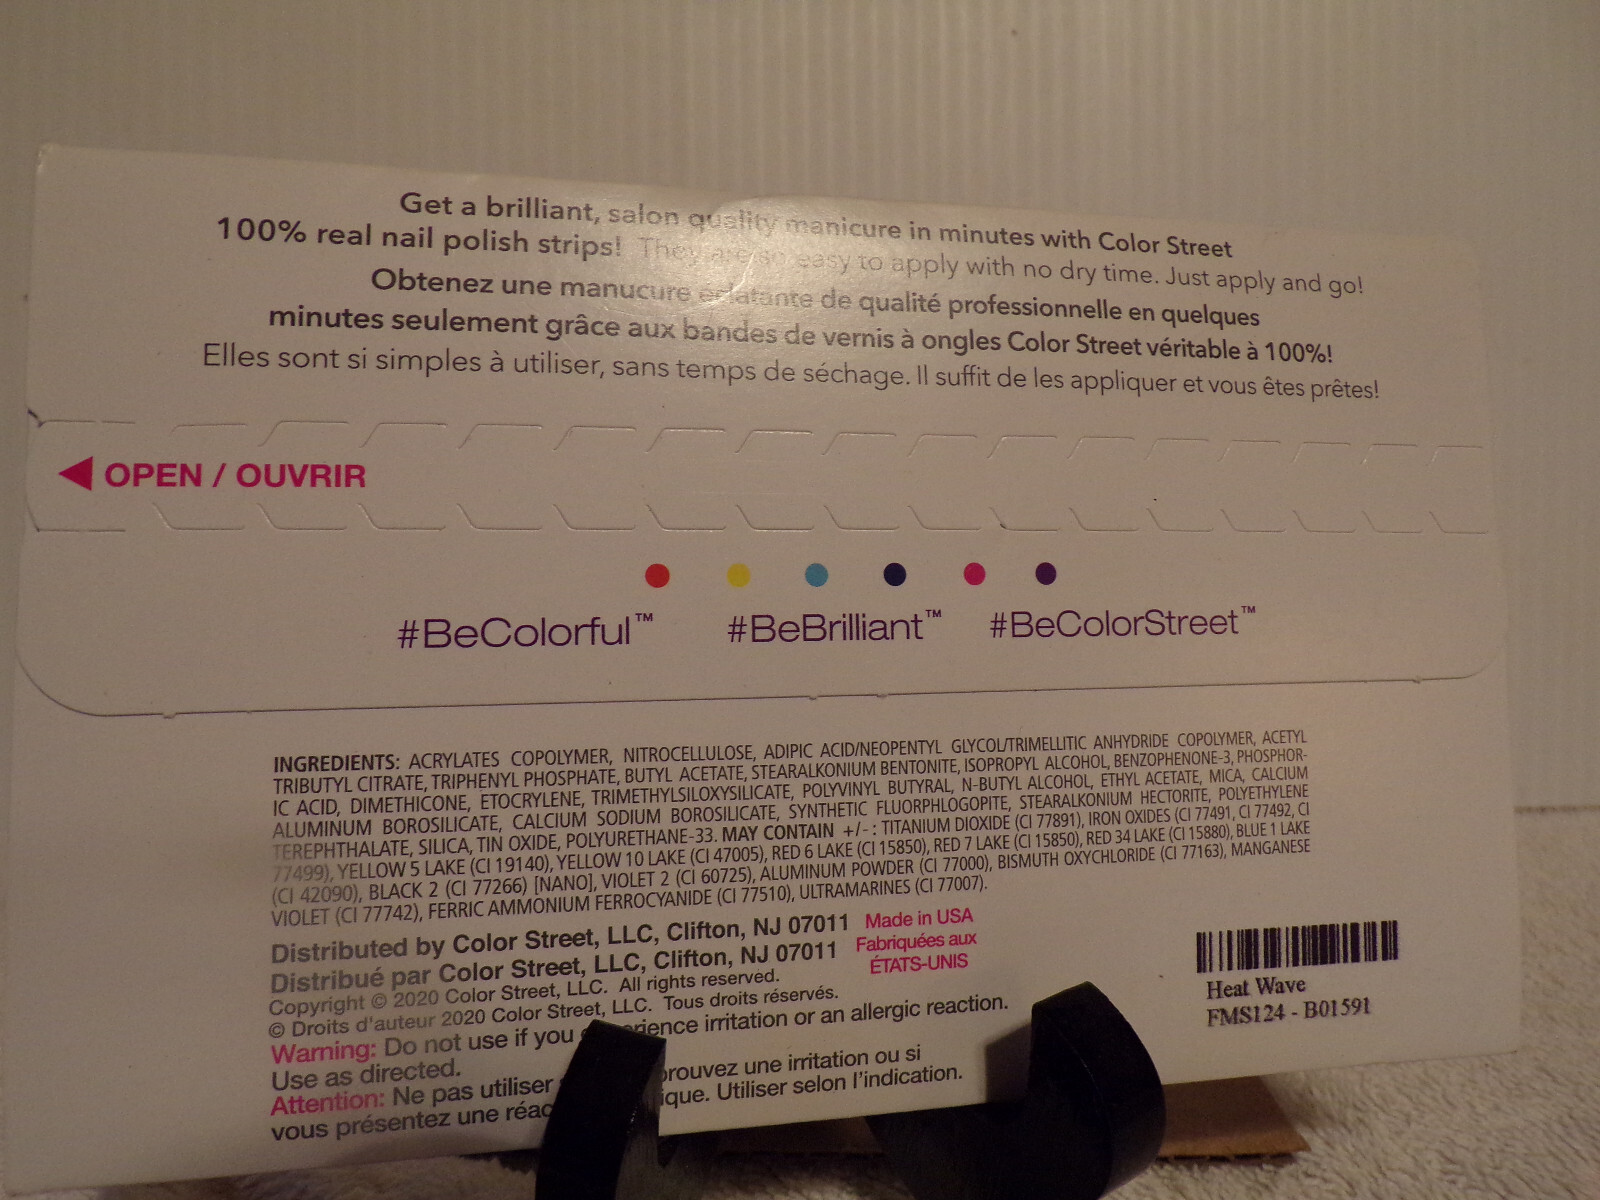 Get a brilliant, salon quality manicure in minutes with Color Street
100% real nail polish strips! They are so easy to apply with no dry time. Just apply and go!
Obtenez une manucure éclatante de qualité professionnelle en quelques
minutes seulement grâce aux bandes de vernis à ongles Color Street véritable à 100%!
Elles sont si simples à utiliser, sans temps de séchage. Il suffit de les appliquer et vous êtes prêtes!
OPEN / OUVRIR
#BeColorful™ #BeBrilliant™ #BeColorStreet™
INGREDIENTS: ACRYLATES COPOLYMER, NITROCELLULOSE, ADIPIC ACID/NEOPENTYL GLYCOL/TRIMELLITIC ANHYDRIDE COPOLYMER, ACETYL
TRIBUTYL CITRATE, TRIPHENYL PHOSPHATE, BUTYL ACETATE, STEARALKONIUM BENTONITE, ISOPROPYL ALCOHOL, BENZOPHENONE-3, PHOSPHOR-
IC ACID, DIMETHICONE, ETOCRYLENE, TRIMETHYLSILOXYSILICATE, POLYVINYL BUTYRAL, N-BUTYL ALCOHOL, ETHYL ACETATE, MICA, CALCIUM
ALUMINUM BOROSILICATE, CALCIUM SODIUM BOROSILICATE, SYNTHETIC FLUORPHLOGOPITE, STEARALKONIUM HECTORITE, POLYETHYLENE
TEREPHTHALATE, SILICA, TIN OXIDE, POLYURETHANE-33. MAY CONTAIN +/-: TITANIUM DIOXIDE (CI 77891), IRON OXIDES (CI 77491, CI 77492, CI
77499), YELLOW 5 LAKE (CI 19140), YELLOW 10 LAKE (CI 47005), RED 6 LAKE (CI 15850), RED 7 LAKE (CI 15850), RED 34 LAKE (CI 15880), BLUE 1 LAKE
(CI 42090), BLACK 2 (CI 77266) [NANO], VIOLET 2 (CI 60725), ALUMINUM POWDER (CI 77000), BISMUTH OXYCHLORIDE (CI 77163), MANGANESE
VIOLET (CI 77742), FERRIC AMMONIUM FERROCYANIDE (CI 77510), ULTRAMARINES (CI 77007).
Distributed by Color Street, LLC, Clifton, NJ 07011
Distribué par Color Street, LLC, Clifton, NJ 07011
Made in USA
Fabriquées aux
ÉTATS-UNIS
Copyright © 2020 Color Street, LLC. All rights reserved.
© Droits d'auteur 2020 Color Street, LLC. Tous droits réservés.
Warning: Do not use if you irritation or an allergic reaction.
Use as directed.
Attention: Ne pas utiliser une irritation ou si
vous présentez une Utiliser selon l'indication.
Heat Wave
FMS124 - B01591